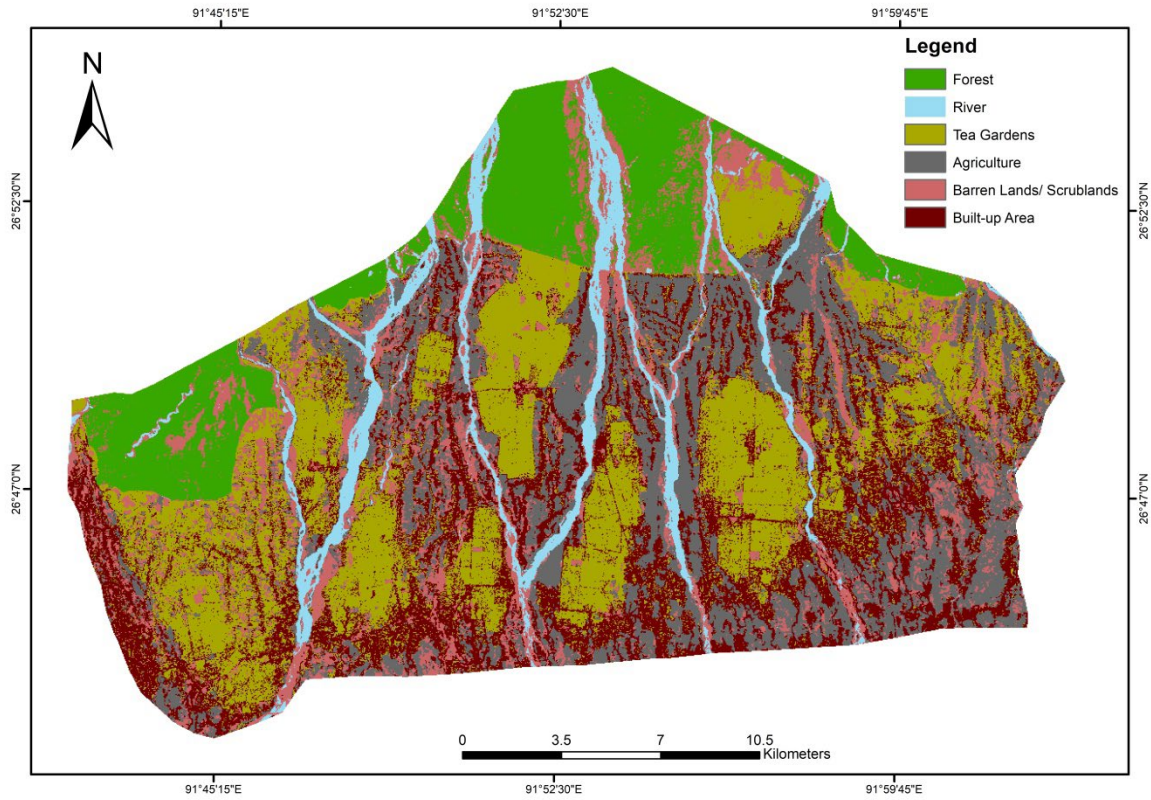 91°45'15"E 91°52'30"E 91°59'45"E
N
Legend
Forest
River
Tea Gardens
Agriculture
Barren Lands/ Scrublands
Built-up Area
26°52'30"N 26°52'30"N
26°47'0"N 26°47'0"N
0 3.5 7 10.5
Kilometers
91°45'15"E 91°52'30"E 91°59'45"E